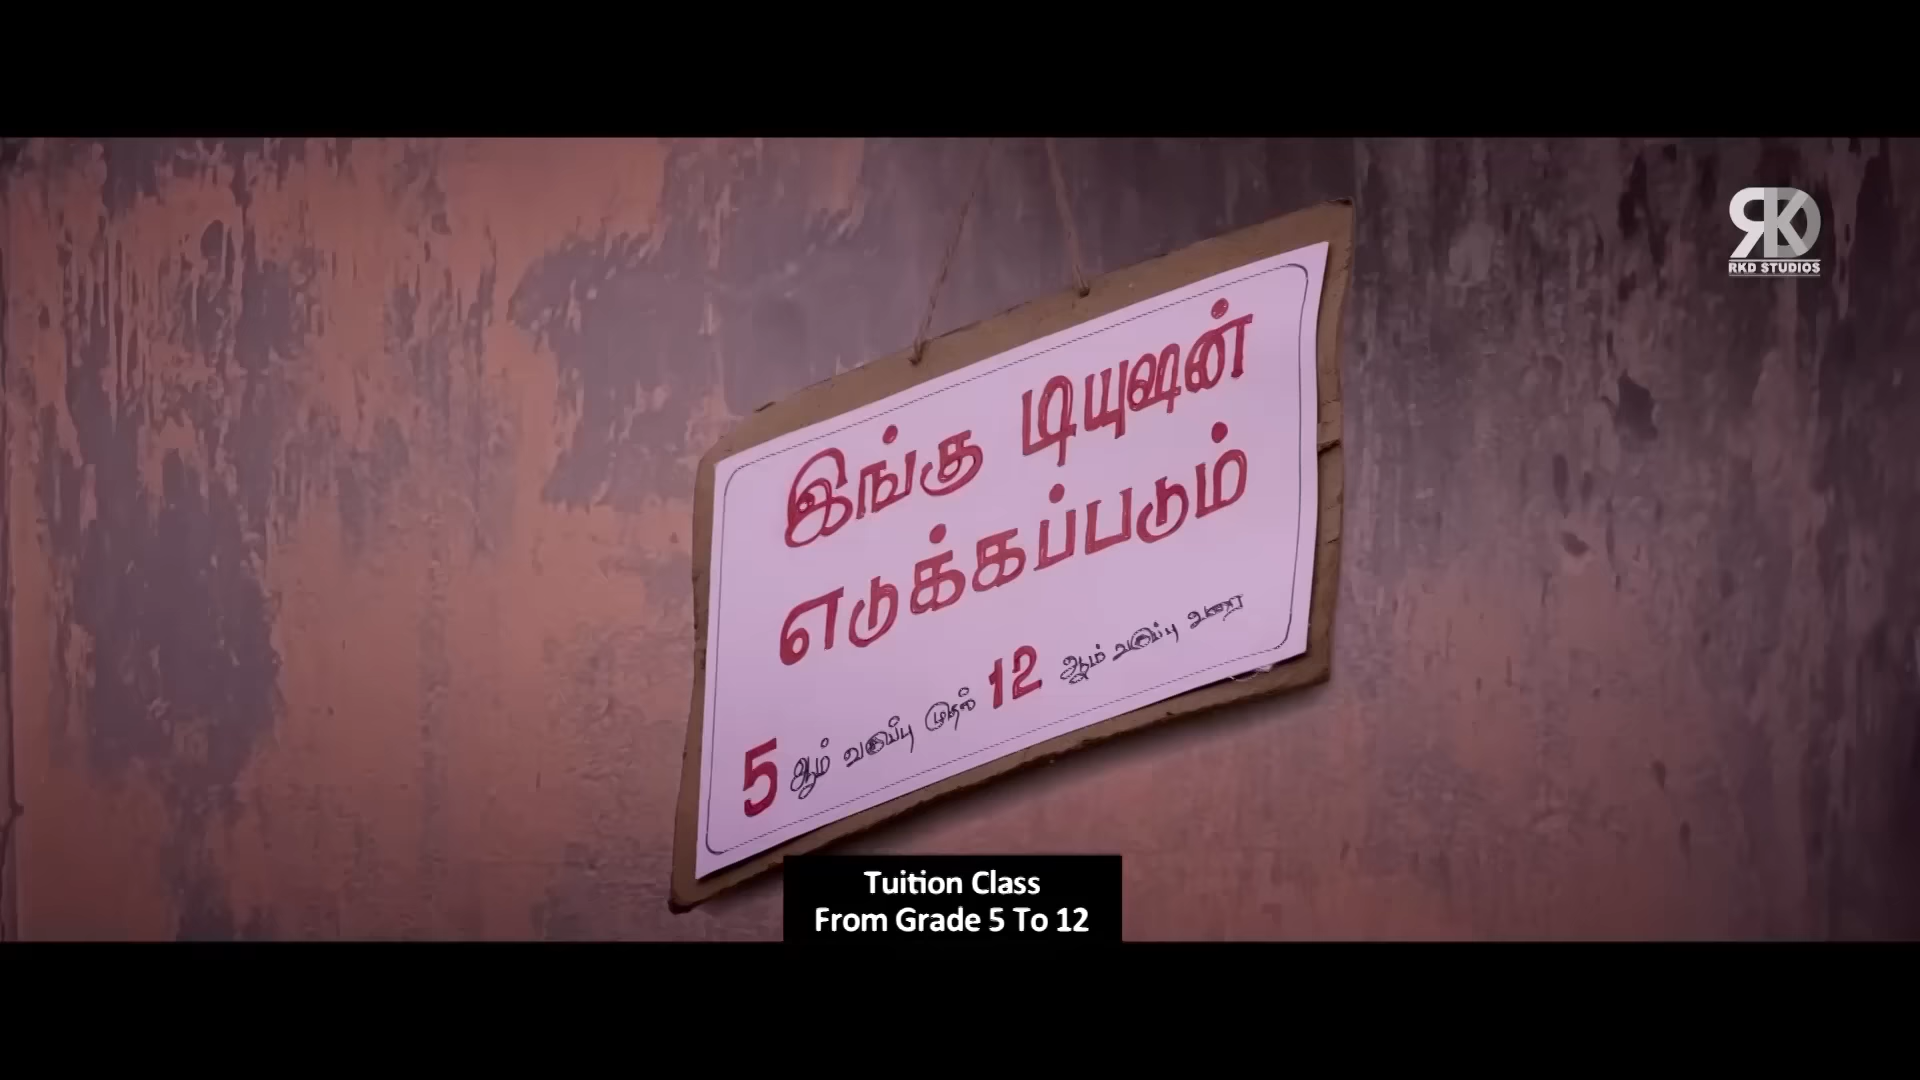 RKD
RKD STUDIOS
இங்கு டியுஷன்
எடுக்கப்படும்
5 ஆம் வகுப்பு முதல் 12 ஆம் வகுப்பு வரை
Tuition Class
From Grade 5 To 12